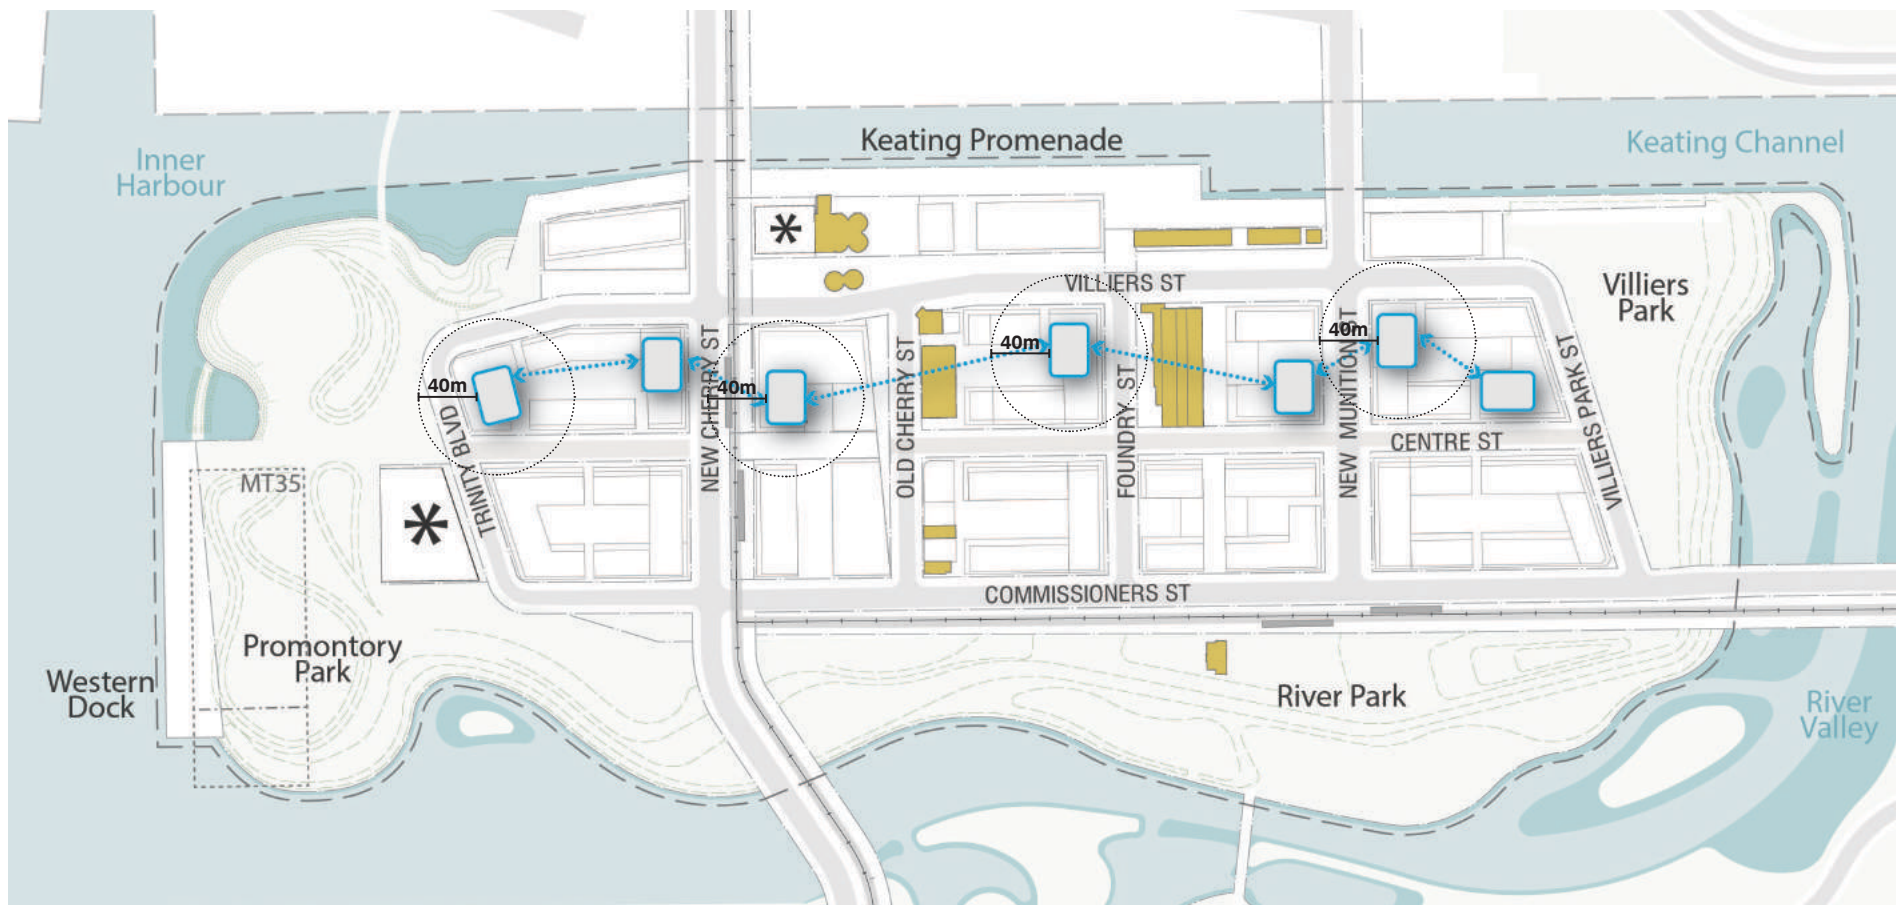 Keating Promenade
Keating Channel
Inner
Harbour
VILLIERS ST
Villiers
Park
40m
40m
40m
40m
TRINITY BLVD
NEW CHERRY ST
OLD CHERRY ST
FOUNDRY ST
NEW MUNITION ST
VILLIERS PARK ST
CENTRE ST
MT35
*
*
COMMISSIONERS ST
Promontory
Park
Western
Dock
River Park
River
Valley